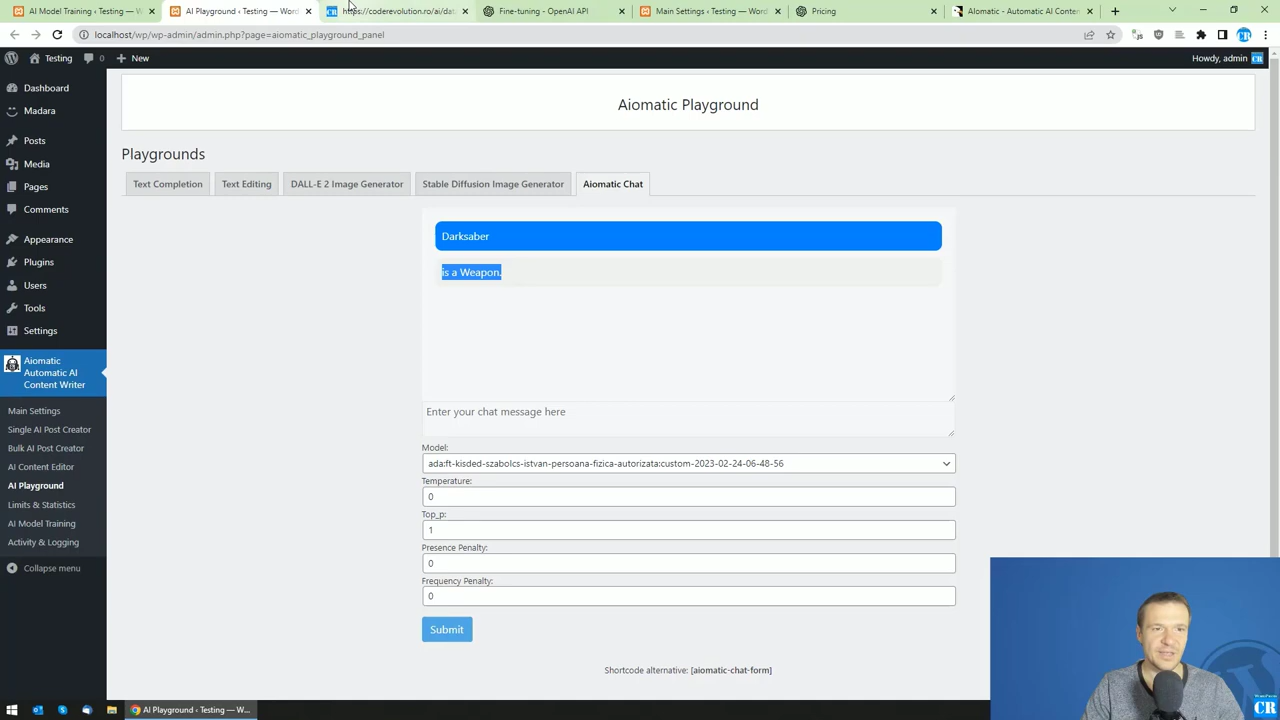 AI Model Training ‹ Testing — W
AI Playground ‹ Testing — Word
https://coderevolution.ro/ai/data
Fine-tuning - OpenAI API
Main Settings ‹ Testing — Word
Pricing
AIomatic - Automatic AI Conten
localhost/wp/wp-admin/admin.php?page=aiomatic_playground_panel
Testing
0
New
Howdy, admin
Dashboard
Madara
Posts
Media
Pages
Comments
Appearance
Plugins
Users
Tools
Settings
Aiomatic
Automatic AI
Content Writer
Main Settings
Single AI Post Creator
Bulk AI Post Creator
AI Content Editor
AI Playground
Limits & Statistics
AI Model Training
Activity & Logging
Collapse menu
Aiomatic Playground
Playgrounds
Text Completion
Text Editing
DALL-E 2 Image Generator
Stable Diffusion Image Generator
Aiomatic Chat
Darksaber
is a Weapon.
Enter your chat message here
Model:
ada:ft-kisded-szabolcs-istvan-persoana-fizica-autorizata:custom-2023-02-24-06-48-56
Temperature:
0
Top_p:
1
Presence Penalty:
0
Frequency Penalty:
0
Submit
Shortcode alternative: [aiomatic-chat-form]
AI Playground ‹ Testing — W...
CR